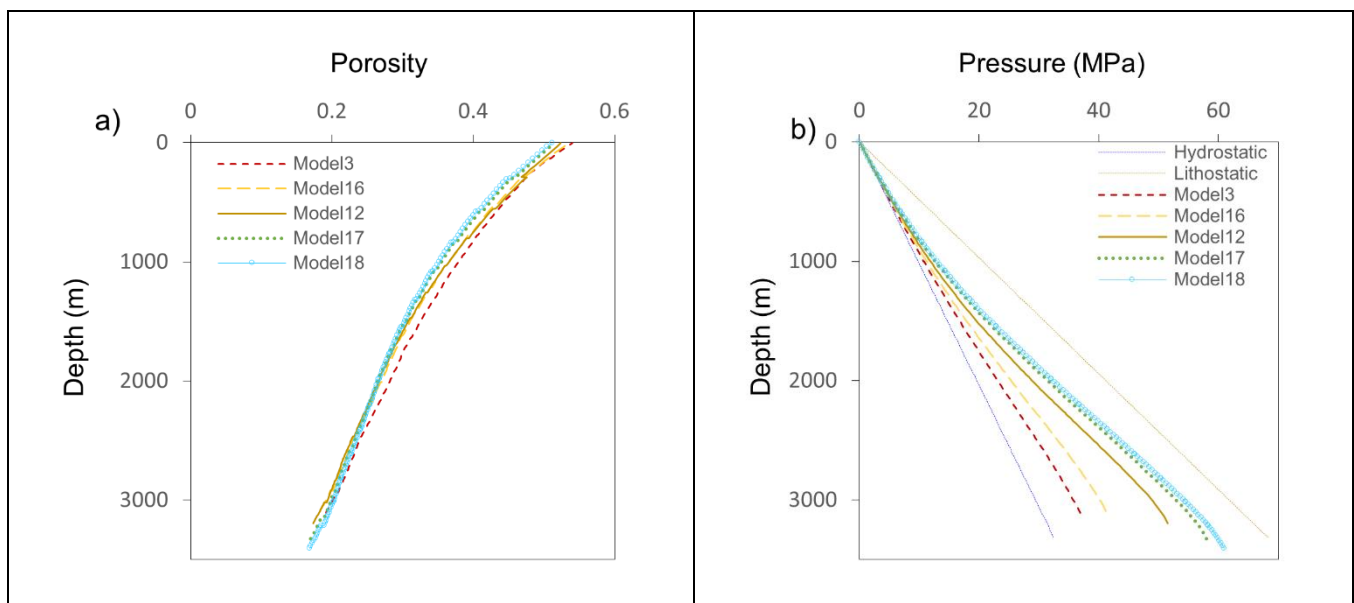 Porosity
0 0.2 0.4 0.6
a)
0
Model3
Model16
Model12
Model17
Model18
1000
2000
3000
Depth (m)
Pressure (MPa)
0 20 40 60
b)
0
Hydrostatic
Lithostatic
Model3
Model16
Model12
Model17
Model18
1000
2000
3000
Depth (m)